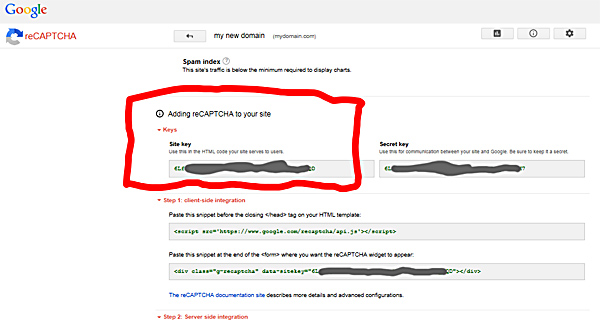 Google
reCAPTCHA
my new domain (mydomain.com)
Spam index ?
This site's traffic is below the minimum required to display charts.
Adding reCAPTCHA to your site
Keys
Site key
Use this in the HTML code your site serves to users.
Secret key
Use this for communication between your site and Google. Be sure to keep it a secret.
Step 1: client-side integration
Paste this snippet before the closing </head> tag on your HTML template:
<script src='https://www.google.com/recaptcha/api.js'></script>
Paste this snippet at the end of the <form> where you want the reCAPTCHA widget to appear:
<div class="g-recaptcha" data-sitekey="6L "></div>
The reCAPTCHA documentation site describes more details and advanced configurations.
Step 2: Server side integration